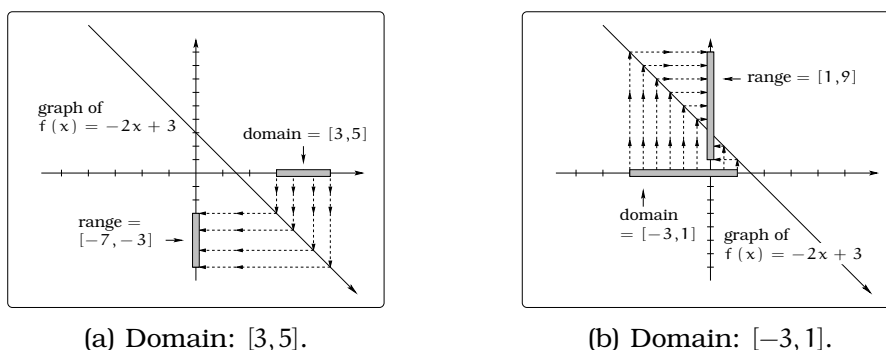 graph of
f (x) = −2x + 3
domain = [3,5]
range =
[−7, −3]
(a) Domain: [3,5].
range = [1,9]
domain
= [−3,1]
graph of
f (x) = −2x + 3
(b) Domain: [−3,1].